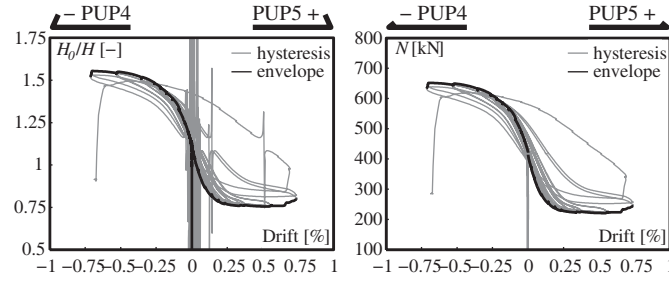 − PUP4 PUP5 +
1.75 H₀/H [−] hysteresis
envelope
1.5
1.25
1
0.75
0.5 Drift [%]
−1 −0.75−0.5−0.25 0 0.25 0.5 0.75 1
− PUP4 PUP5 +
800 N [kN] hysteresis
envelope
700
600
500
400
300
200
100 Drift [%]
−1 −0.75−0.5−0.25 0 0.25 0.5 0.75